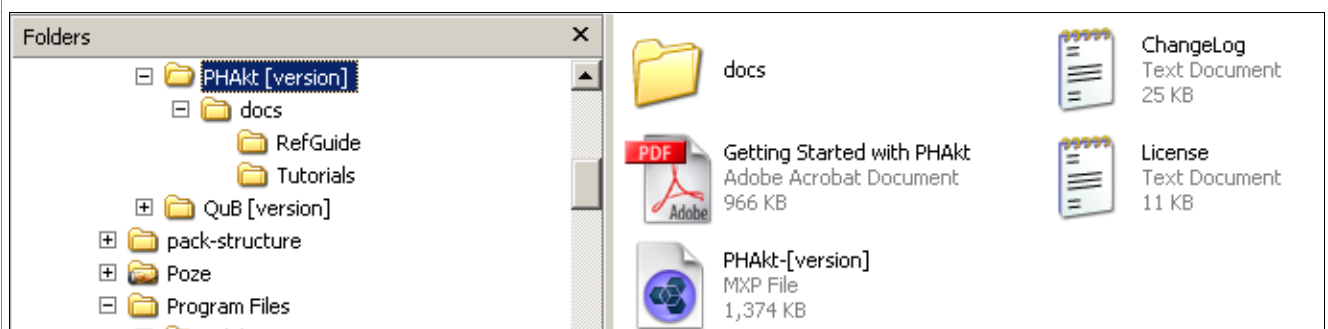 Folders
PHAkt [version]
docs
RefGuide
Tutorials
QuB [version]
pack-structure
Poze
Program Files
docs
ChangeLog
Text Document
25 KB
PDF
Adobe
Getting Started with PHAkt
Adobe Acrobat Document
966 KB
License
Text Document
11 KB
PHAkt-[version]
MXP File
1,374 KB